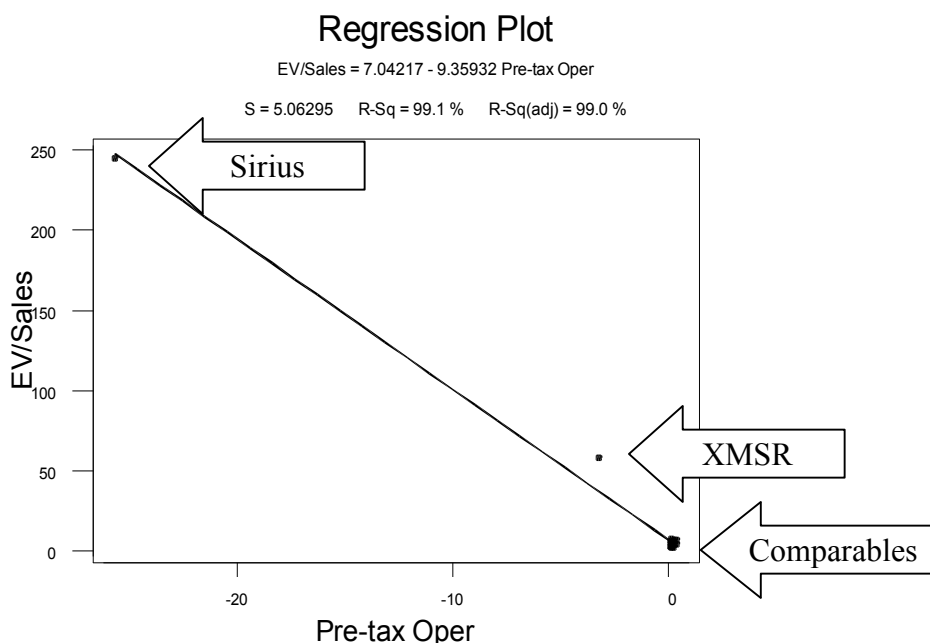 Regression Plot
EV/Sales = 7.04217 - 9.35932 Pre-tax Oper
S = 5.06295 R-Sq = 99.1 % R-Sq(adj) = 99.0 %
250
Sirius
200
150
EV/Sales
100
50
XMSR
0
Comparables
-20 -10 0
Pre-tax Oper